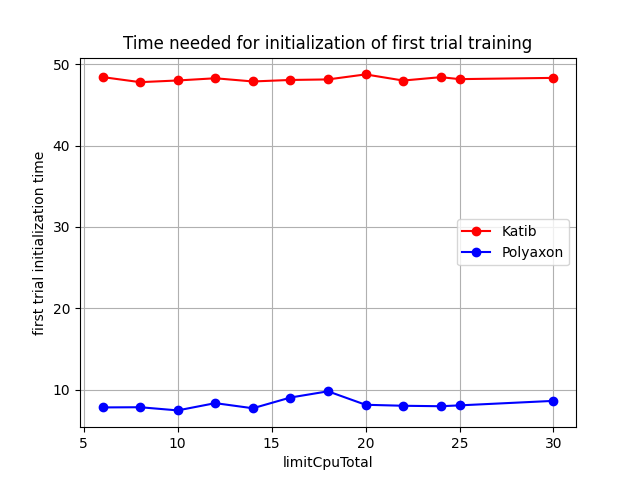 Time needed for initialization of first trial training
first trial initialization time
50
40
30
20
10
Katib
Polyaxon
5
10
15
20
25
30
limitCpuTotal